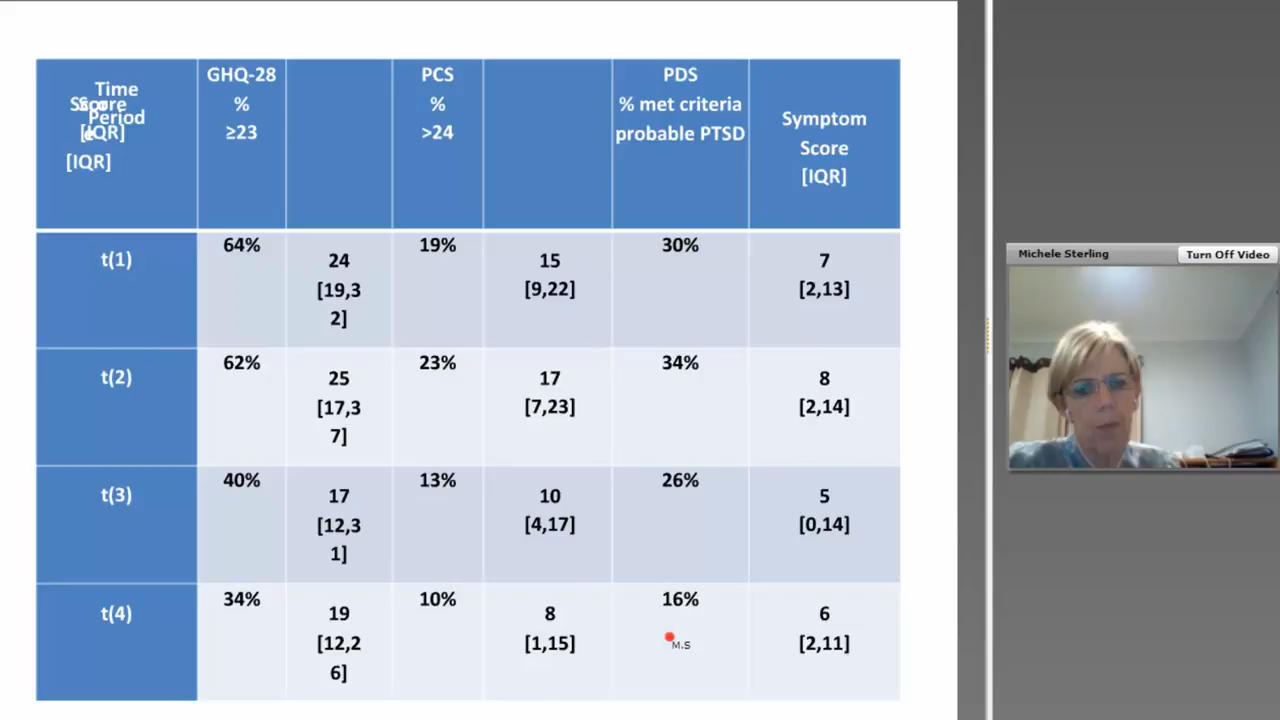 Time
Period
Score
[IQR]
Score
[IQR]
GHQ-28
%
≥23
PCS
%
>24
PDS
% met criteria
probable PTSD
Symptom
Score
[IQR]
t(1)
64%
24
[19,3
2]
19%
15
[9,22]
30%
7
[2,13]
t(2)
62%
25
[17,3
7]
23%
17
[7,23]
34%
8
[2,14]
t(3)
40%
17
[12,3
1]
13%
10
[4,17]
26%
5
[0,14]
t(4)
34%
19
[12,2
6]
10%
8
[1,15]
16%
M.S
6
[2,11]
Michele Sterling
Turn Off Video